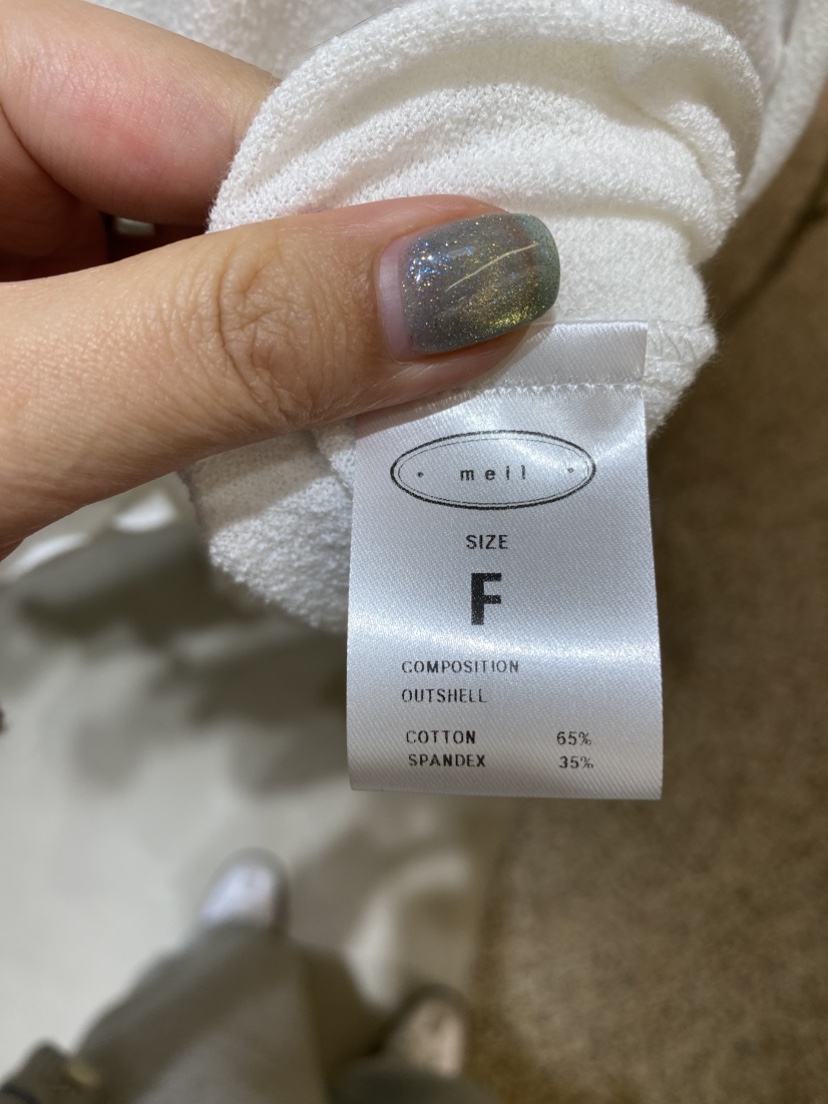 meil
SIZE
F
COMPOSITION
OUTSHELL
COTTON 65%
SPANDEX 35%